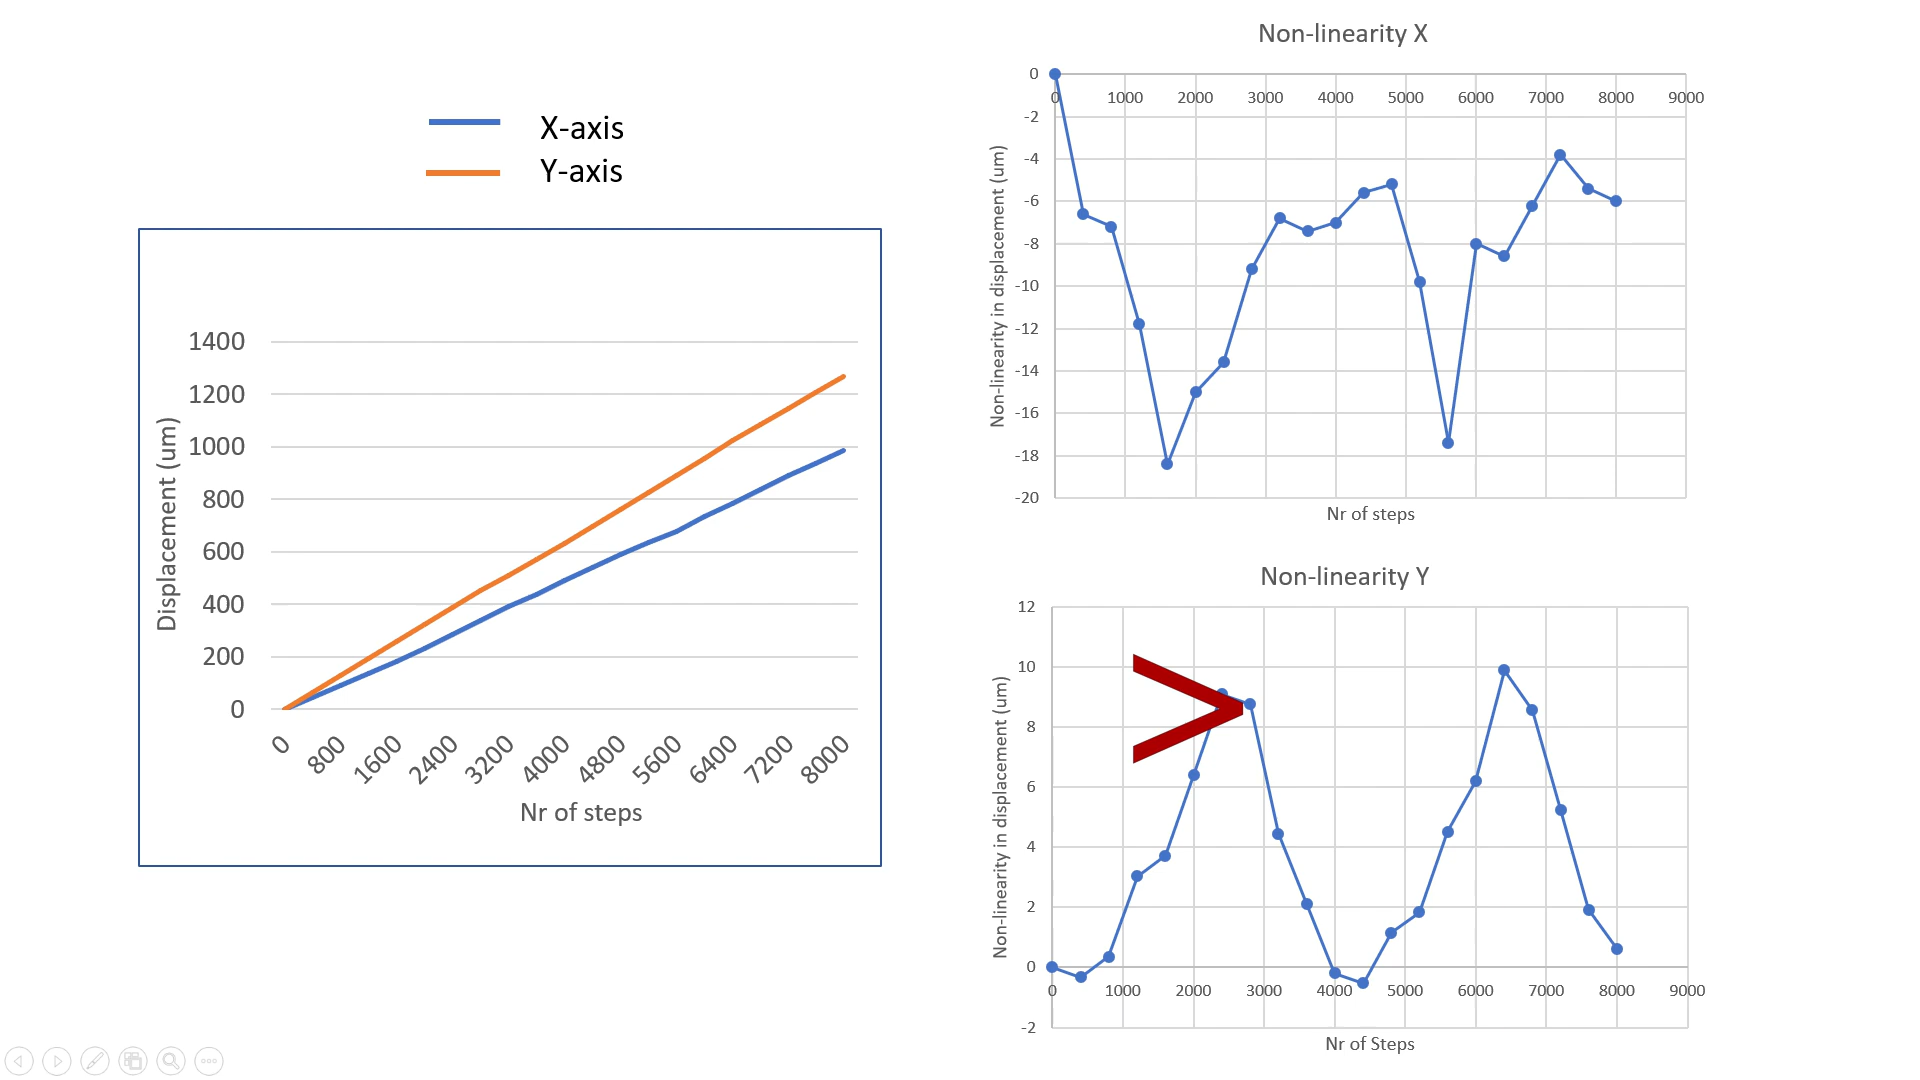 X-axis
Y-axis
1400
1200
1000
800
600
400
200
0
Displacement (um)
0 800 1600 2400 3200 4000 4800 5600 6400 7200 8000
Nr of steps
Non-linearity X
0
-2
-4
-6
-8
-10
-12
-14
-16
-18
-20
Non-linearity in displacement (um)
0 1000 2000 3000 4000 5000 6000 7000 8000 9000
Nr of steps
Non-linearity Y
12
10
8
6
4
2
0
-2
Non-linearity in displacement (um)
0 1000 2000 3000 4000 5000 6000 7000 8000 9000
Nr of Steps